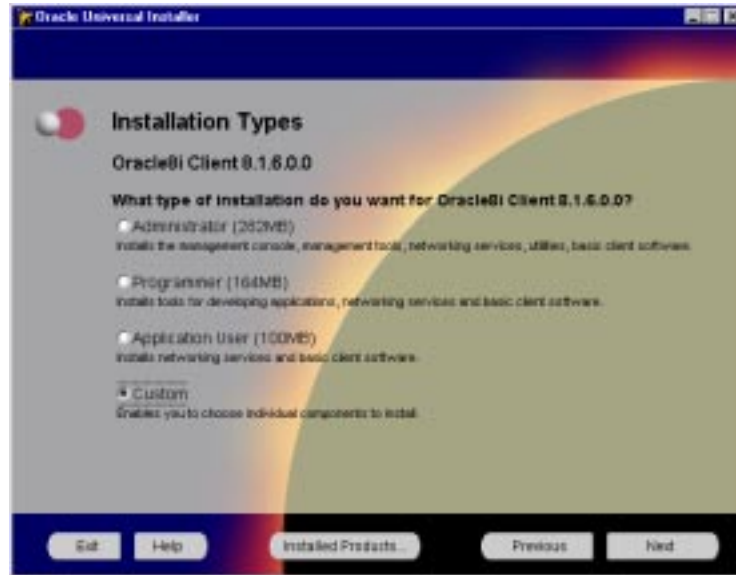 Oracle Universal Installer
Installation Types
Oracle8i Client 8.1.6.0.0
What type of installation do you want for Oracle8i Client 8.1.6.0.0?
Administrator (282MB)
Installs the management console, management tools, networking services, utilities, basic client software.
Programmer (164MB)
Installs tools for developing applications, networking services and basic client software.
Application User (100MB)
Installs networking services and basic client software.
Custom
Enables you to choose individual components to install.
Exit Help Installed Products... Previous Next